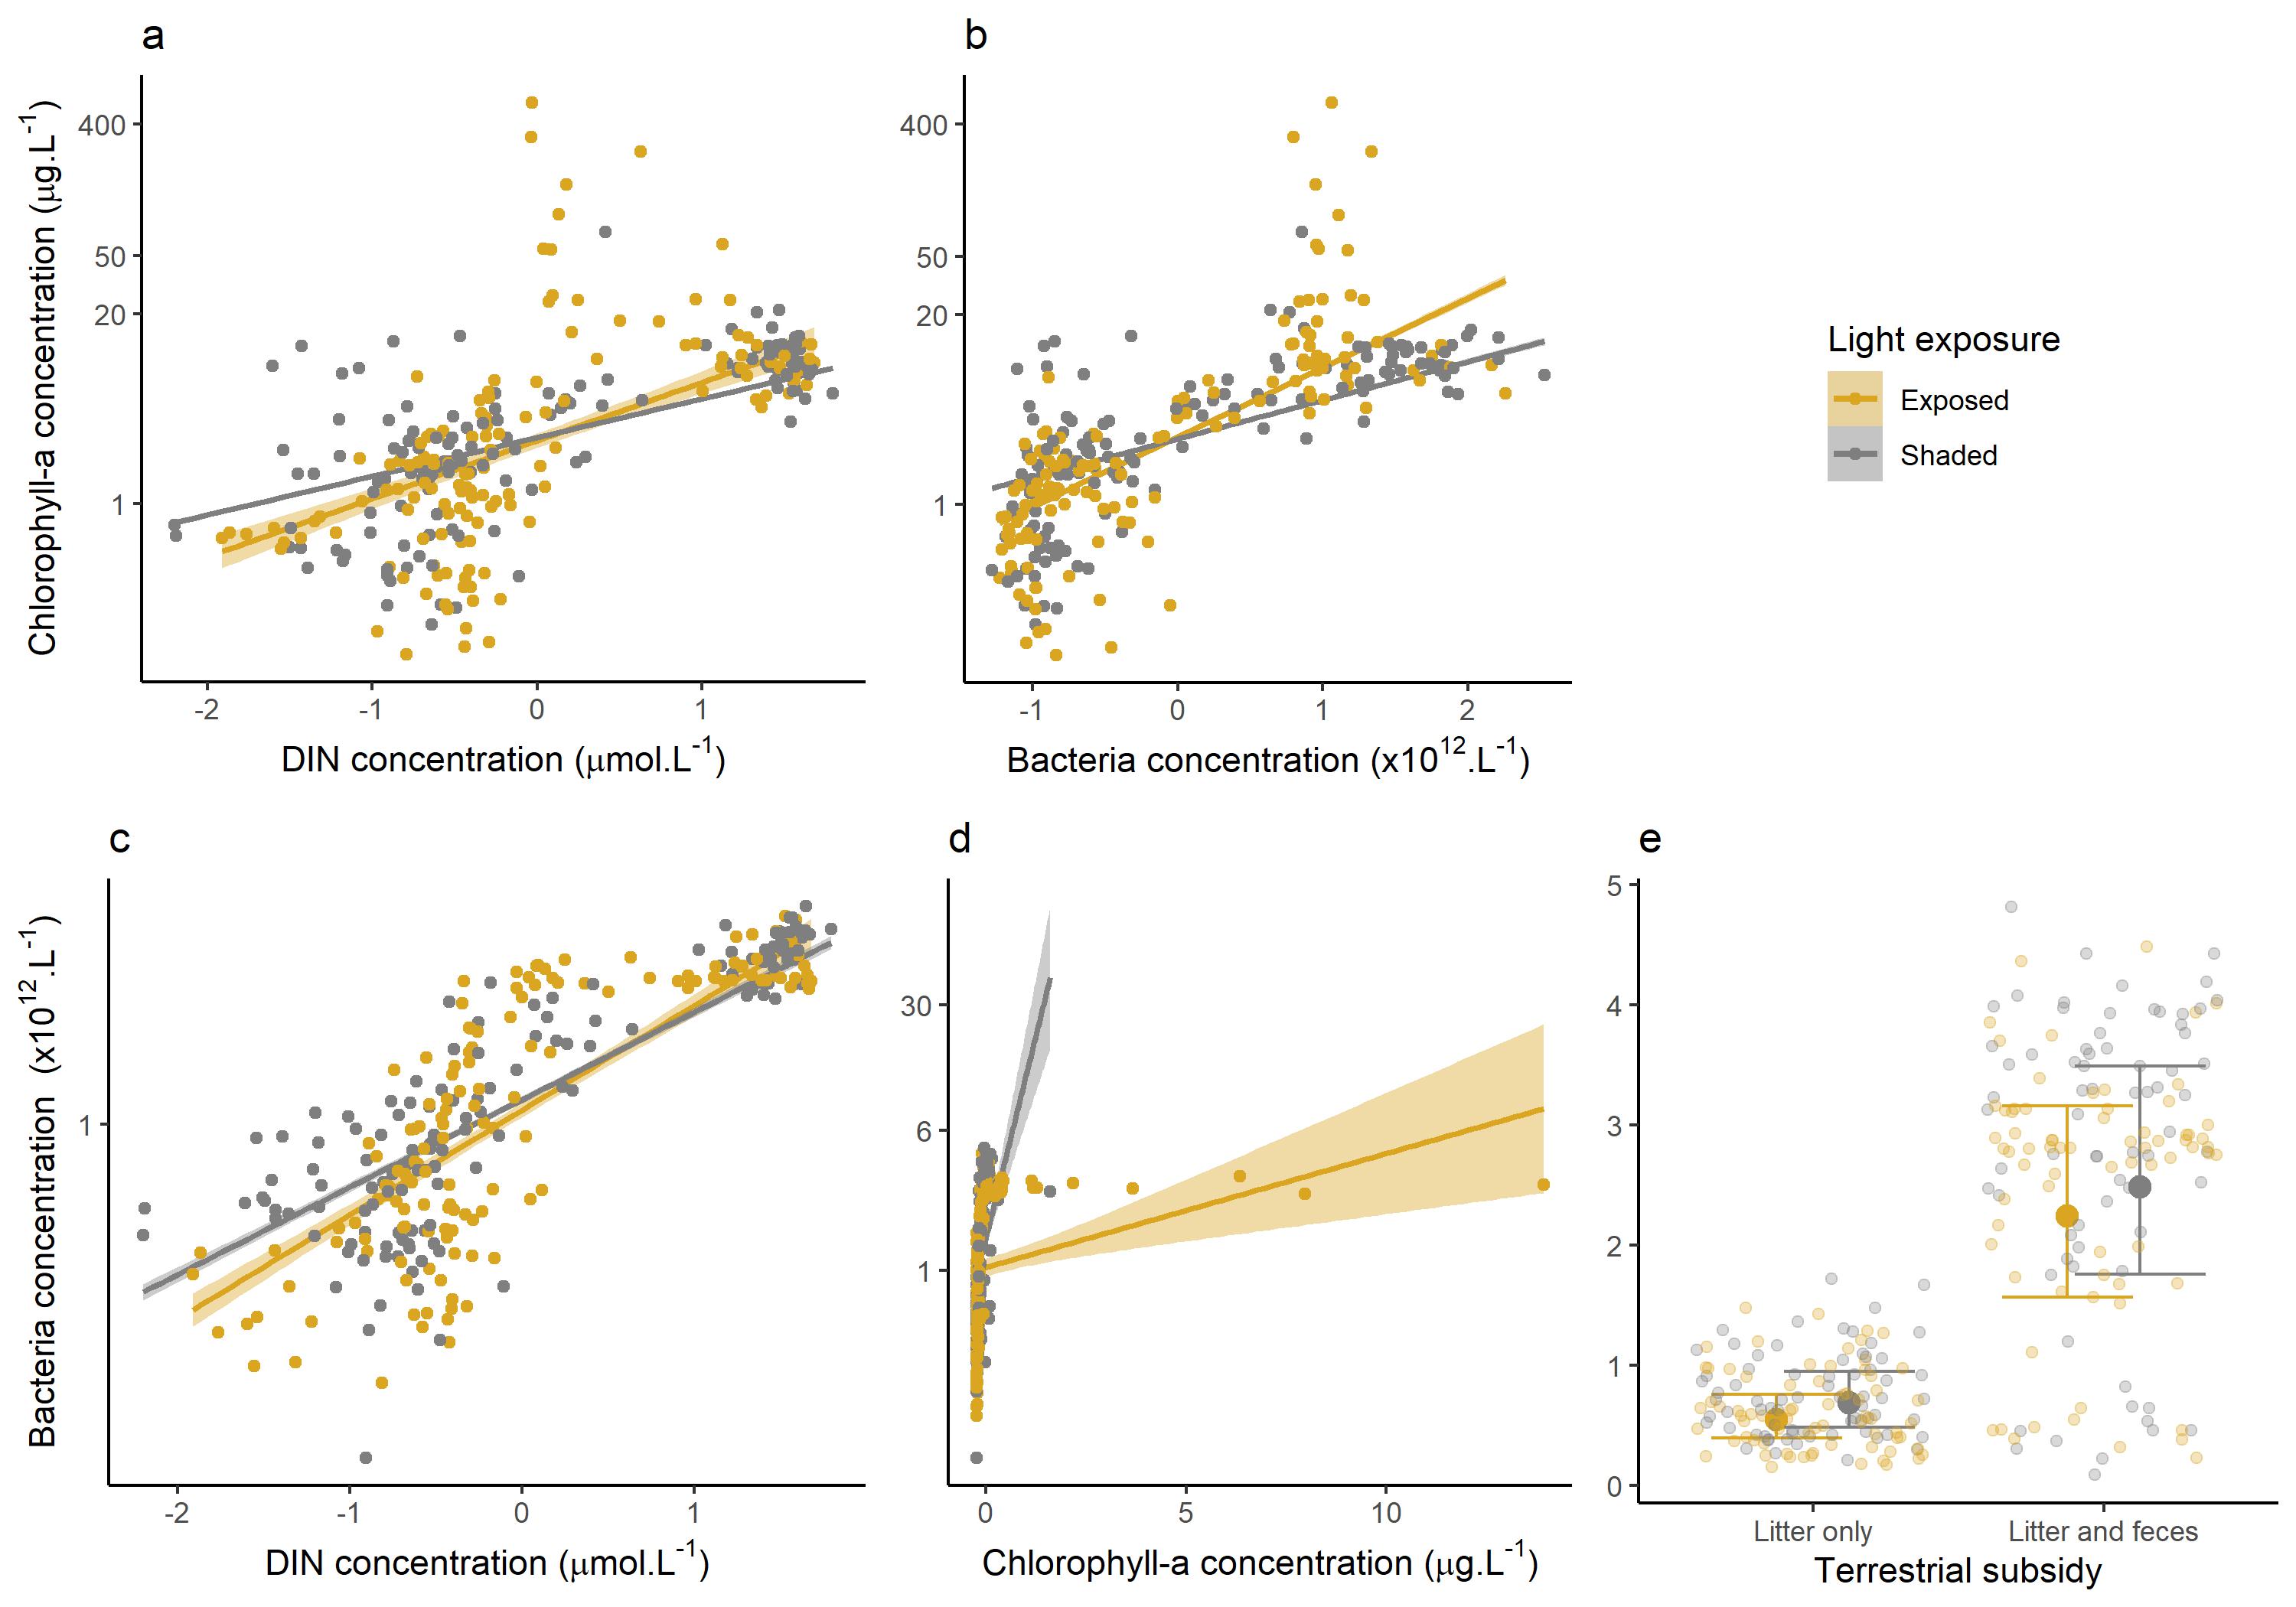 a
b
Chlorophyll-a concentration (μg.L⁻¹)
400
50
20
1
400
50
20
1
-2 -1 0 1
-1 0 1 2
DIN concentration (μmol.L⁻¹)
Bacteria concentration (x10¹².L⁻¹)
Light exposure
Exposed
Shaded
c
d
e
Bacteria concentration (x10¹².L⁻¹)
1
30
6
1
5
4
3
2
1
0
-2 -1 0 1
0 5 10
Litter only Litter and feces
DIN concentration (μmol.L⁻¹)
Chlorophyll-a concentration (μg.L⁻¹)
Terrestrial subsidy